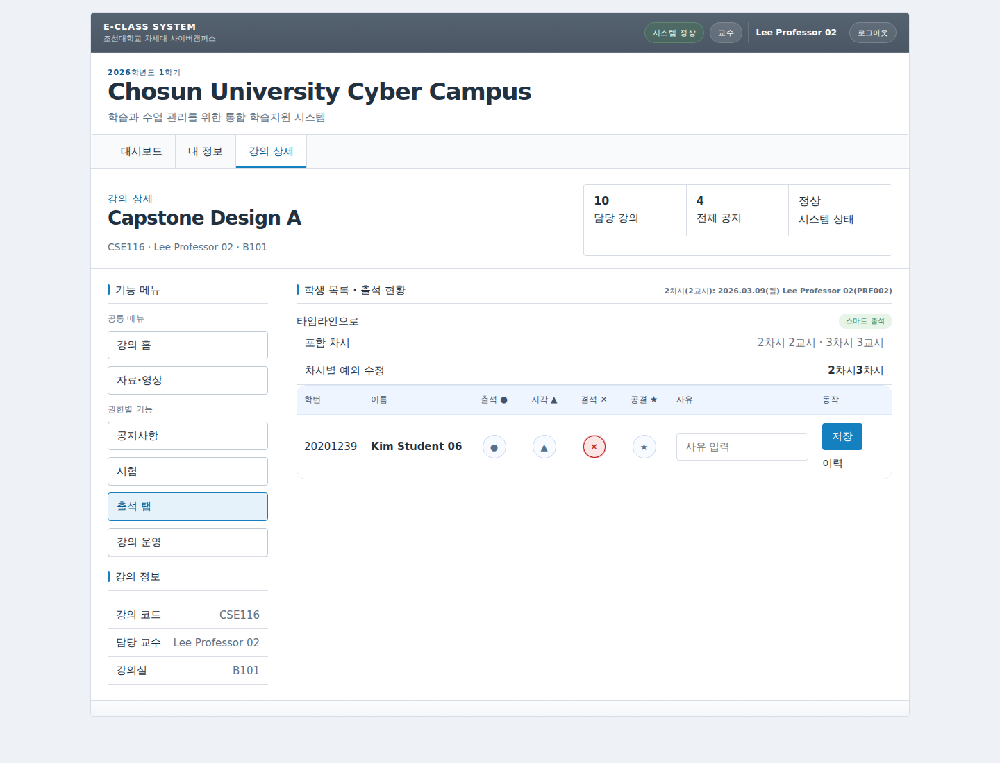 E-CLASS SYSTEM
조선대학교 차세대 사이버캠퍼스
시스템 정상
교수
Lee Professor 02
로그아웃
2026학년도 1학기
Chosun University Cyber Campus
학습과 수업 관리를 위한 통합 학습지원 시스템
대시보드
내 정보
강의 상세
강의 상세
Capstone Design A
CSE116 · Lee Professor 02 · B101
10
담당 강의
4
전체 공지
정상
시스템 상태
기능 메뉴
공통 메뉴
강의 홈
자료·영상
권한별 기능
공지사항
시험
출석 탭
강의 운영
강의 정보
강의 코드 CSE116
담당 교수 Lee Professor 02
강의실 B101
학생 목록 · 출석 현황
2차시(2교시): 2026.03.09(월) Lee Professor 02(PRF002)
타임라인으로
스마트 출석
포함 차시 2차시 2교시 · 3차시 3교시
차시별 예외 수정 2차시3차시
학번 이름 출석 ● 지각 ▲ 결석 ✕ 공결 ★ 사유 동작
20201239 Kim Student 06 ● ▲ ✕ ★ 사유 입력 저장
이력